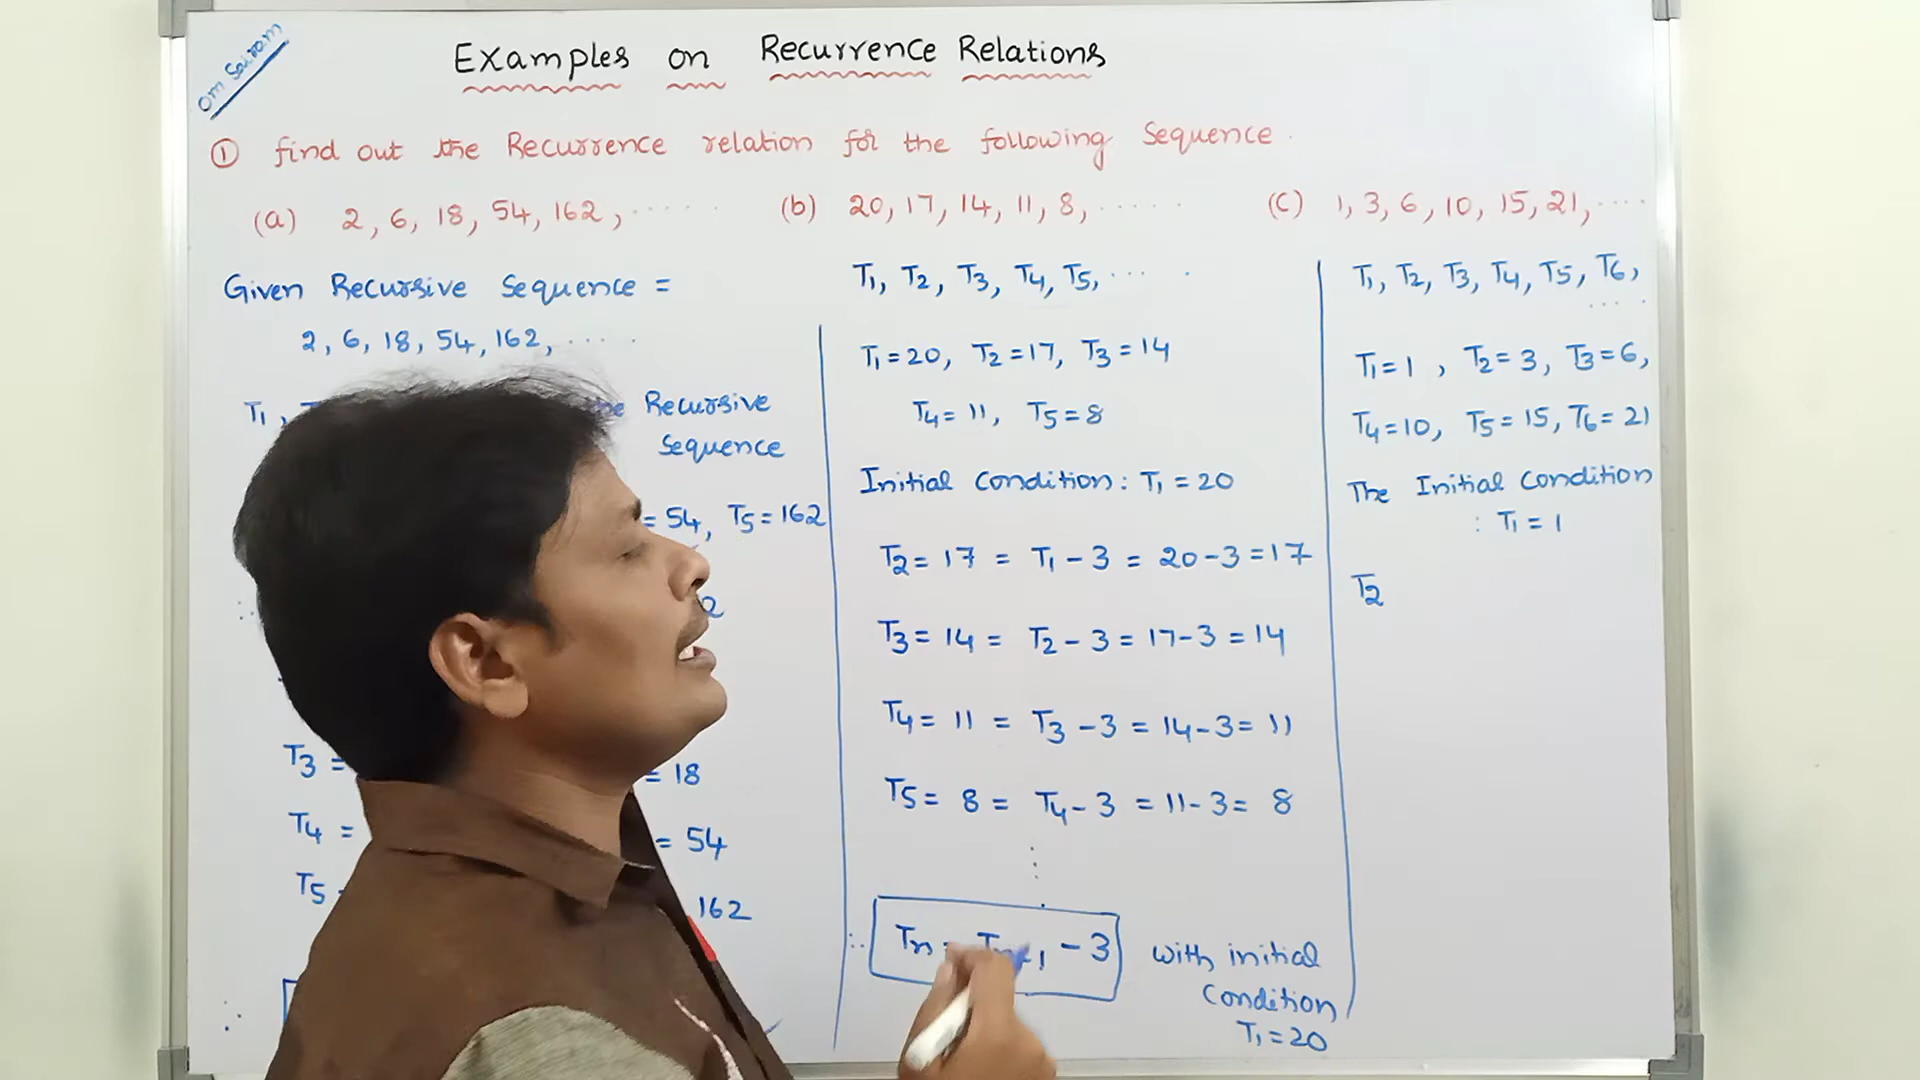 Om Sairam
Examples on Recurrence Relations
① find out the Recurrence relation for the following Sequence.
(a) 2, 6, 18, 54, 162, ......
(b) 20, 17, 14, 11, 8, ......
(c) 1, 3, 6, 10, 15, 21, ....
Given Recursive Sequence =
2, 6, 18, 54, 162, ....
T1,
Recursive
Sequence
= 54, T5 = 162
∴
2
T3 =
= 18
T4 =
= 54
T5
162
∴
T1, T2, T3, T4, T5, ....
T1 = 20, T2 = 17, T3 = 14
T4 = 11, T5 = 8
Initial Condition : T1 = 20
T2 = 17 = T1 - 3 = 20 - 3 = 17
T3 = 14 = T2 - 3 = 17 - 3 = 14
T4 = 11 = T3 - 3 = 14 - 3 = 11
T5 = 8 = T4 - 3 = 11 - 3 = 8
∴ Tn = - 3 with initial
Condition
T1 = 20
T1, T2, T3, T4, T5, T6,
....
T1 = 1, T2 = 3, T3 = 6,
T4 = 10, T5 = 15, T6 = 21
The Initial Condition
: T1 = 1
T2